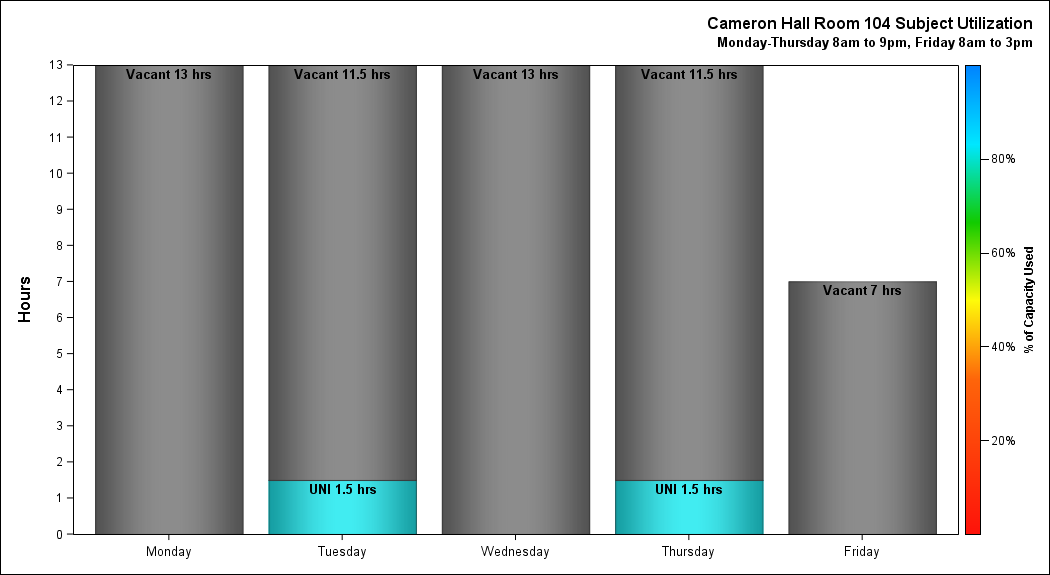 Cameron Hall Room 104 Subject Utilization
Monday-Thursday 8am to 9pm, Friday 8am to 3pm
Hours
13
12
11
10
9
8
7
6
5
4
3
2
1
0
Vacant 13 hrs
Vacant 11.5 hrs
Vacant 13 hrs
Vacant 11.5 hrs
Vacant 7 hrs
UNI 1.5 hrs
UNI 1.5 hrs
Monday
Tuesday
Wednesday
Thursday
Friday
80%
60%
40%
20%
% of Capacity Used